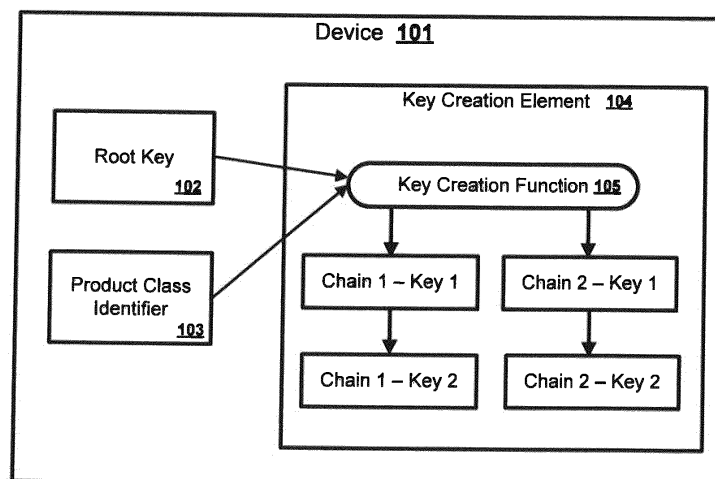 Device 101
Key Creation Element 104
Root Key
102
Key Creation Function 105
Product Class
Identifier
103
Chain 1 – Key 1
Chain 2 – Key 1
Chain 1 – Key 2
Chain 2 – Key 2